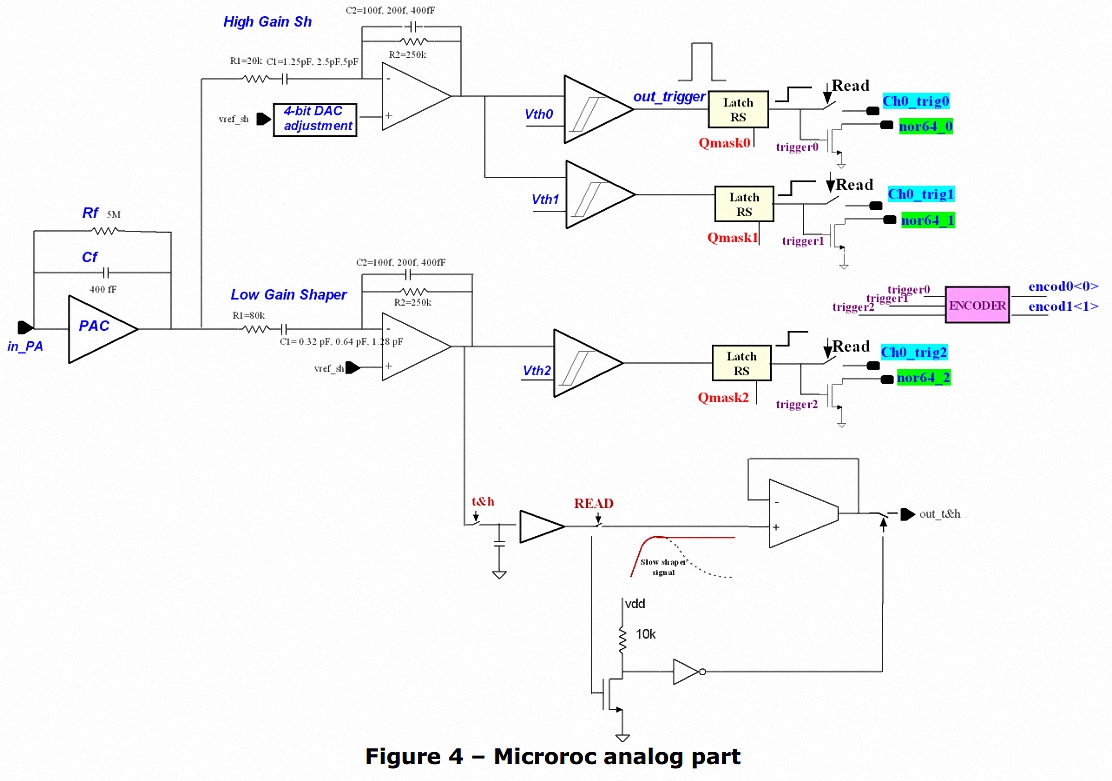 High Gain Sh
C2=100f, 200f, 400fF
R2=250k
R1=20k
C1=1.25pF, 2.5pF,5pF
-
+
vref_sh
4-bit DAC
adjustment
Vth0
out_trigger
Latch
RS
Qmask0
Read
trigger0
Ch0_trig0
nor64_0
Vth1
Latch
RS
Qmask1
Read
trigger1
Ch0_trig1
nor64_1
Rf 5M
Cf
400 fF
PAC
in_PA
Low Gain Shaper
C2=100f, 200f, 400fF
R2=250k
R1=80k
C1= 0.32 pF, 0.64 pF, 1.28 pF
-
+
vref_sh
Vth2
Latch
RS
Qmask2
Read
trigger2
Ch0_trig2
nor64_2
trigger0
trigger1
trigger2
ENCODER
encod0<0>
encod1<1>
t&h
READ
-
+
out_t&h
Slow shaper
signal
vdd
10k
Figure 4 – Microroc analog part